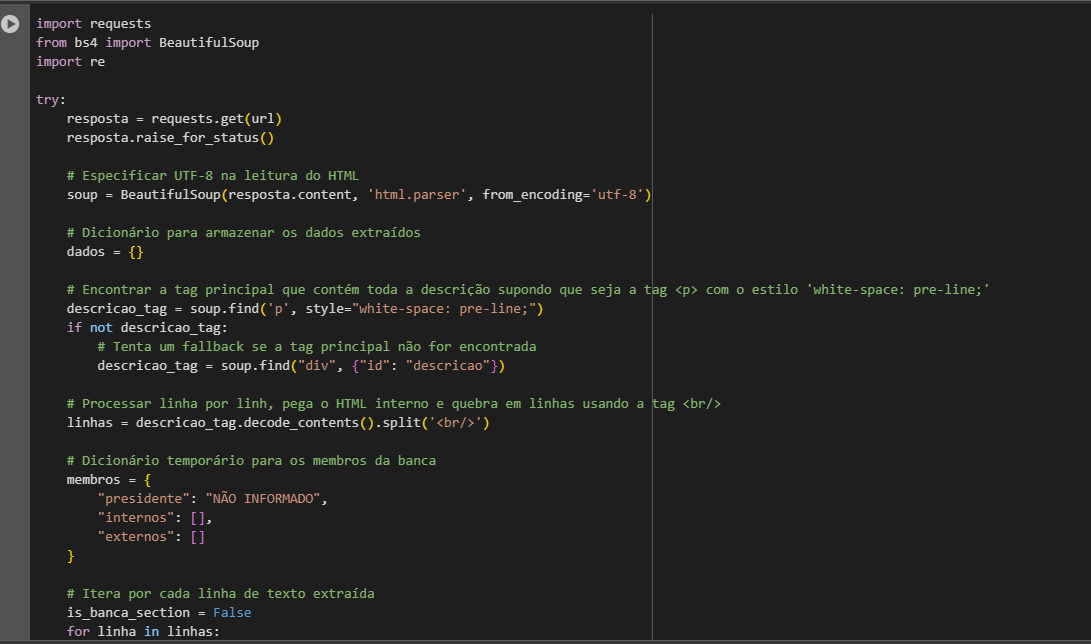 import requests
from bs4 import BeautifulSoup
import re
try:
    resposta = requests.get(url)
    resposta.raise_for_status()
    # Especificar UTF-8 na leitura do HTML
    soup = BeautifulSoup(resposta.content, 'html.parser', from_encoding='utf-8')
    # Dicionário para armazenar os dados extraídos
    dados = {}
    # Encontrar a tag principal que contém toda a descrição supondo que seja a tag <p> com o estilo 'white-space: pre-line;'
    descricao_tag = soup.find('p', style="white-space: pre-line;")
    if not descricao_tag:
        # Tenta um fallback se a tag principal não for encontrada
        descricao_tag = soup.find("div", {"id": "descricao"})
    # Processar linha por linh, pega o HTML interno e quebra em linhas usando a tag <br/>
    linhas = descricao_tag.decode_contents().split('<br/>')
    # Dicionário temporário para os membros da banca
    membros = {
        "presidente": "NÃO INFORMADO",
        "internos": [],
        "externos": []
    }
    # Itera por cada linha de texto extraída
    is_banca_section = False
    for linha in linhas: